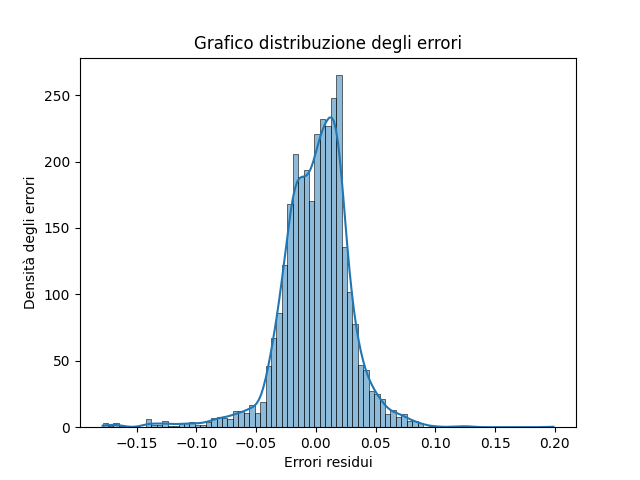 Grafico distribuzione degli errori
Densità degli errori
250
200
150
100
50
0
−0.15 −0.10 −0.05 0.00 0.05 0.10 0.15 0.20
Errori residui